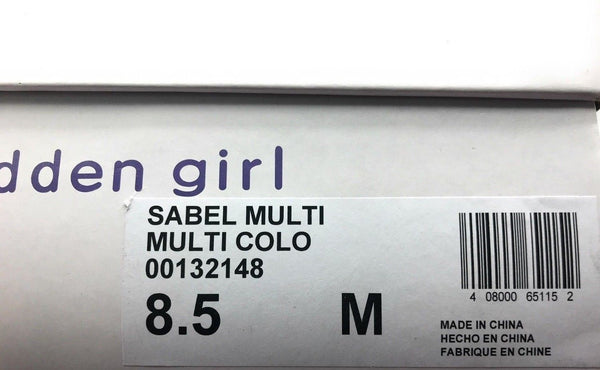 dden girl
SABEL MULTI
MULTI COLO
00132148
8.5 M
4 08000 65115 2
MADE IN CHINA
HECHO EN CHINA
FABRIQUE EN CHINE